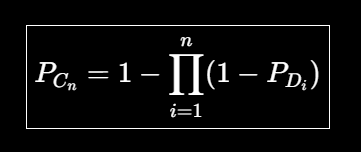 $P_{C_n} = 1 - \prod_{i=1}^{n} (1 - P_{D_i})$